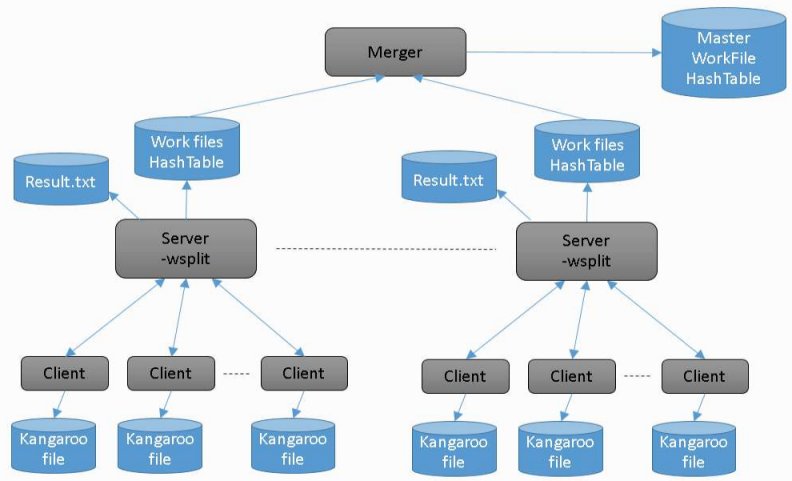 Merger
Master
WorkFile
HashTable
Work files
HashTable
Work files
HashTable
Result.txt
Result.txt
Server
-wsplit
Server
-wsplit
Client
Client
Client
Client
Client
Client
Kangaroo
file
Kangaroo
file
Kangaroo
file
Kangaroo
file
Kangaroo
file
Kangaroo
file